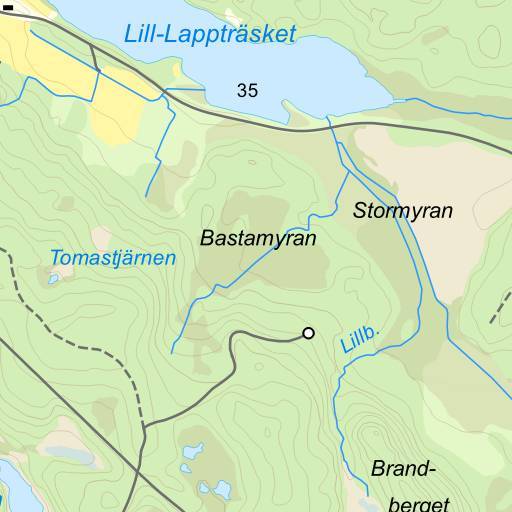 Lill-Lappträsket
35
Stormyran
Bastamyran
Tomastjärnen
Lillb.
Brand-
berget